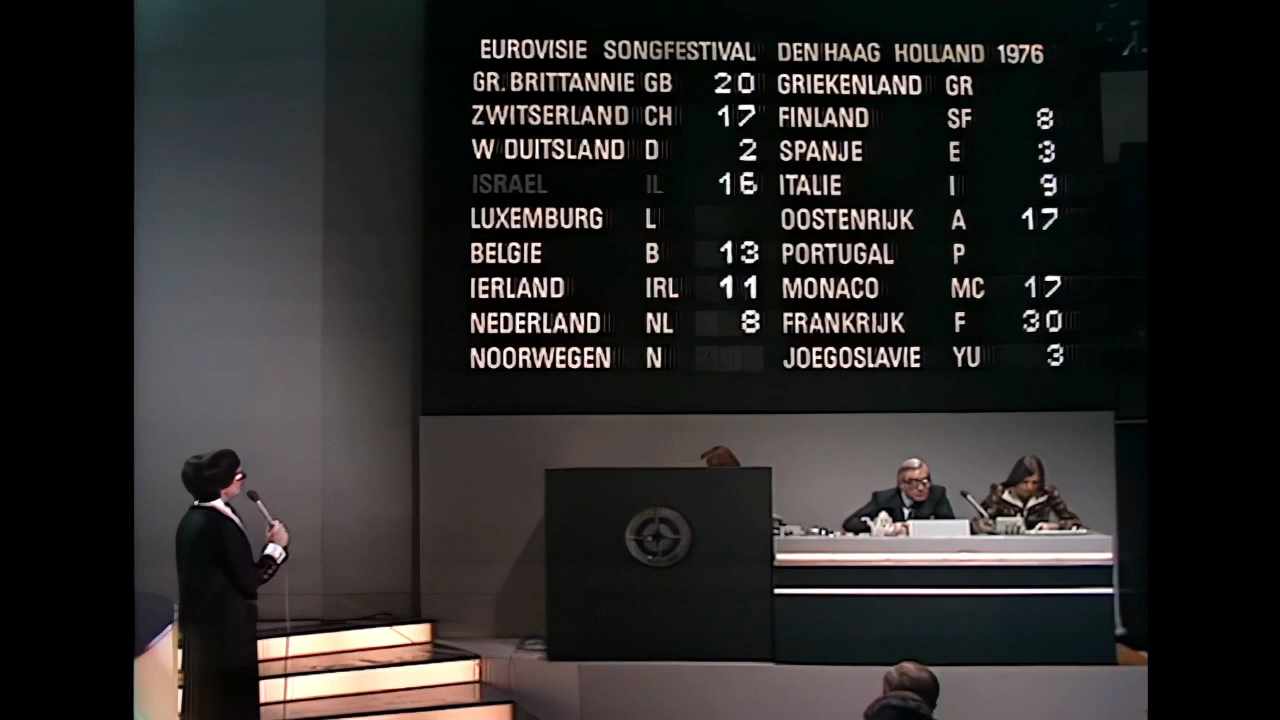 EUROVISIE SONGFESTIVAL DEN HAAG HOLLAND 1976
GR. BRITTANNIE GB 20 GRIEKENLAND GR
ZWITSERLAND CH 17 FINLAND SF 8
W DUITSLAND D 2 SPANJE E 3
ISRAEL IL 16 ITALIE I 9
LUXEMBURG L OOSTENRIJK A 17
BELGIE B 13 PORTUGAL P
IERLAND IRL 11 MONACO MC 17
NEDERLAND NL 8 FRANKRIJK F 30
NOORWEGEN N JOEGOSLAVIE YU 3